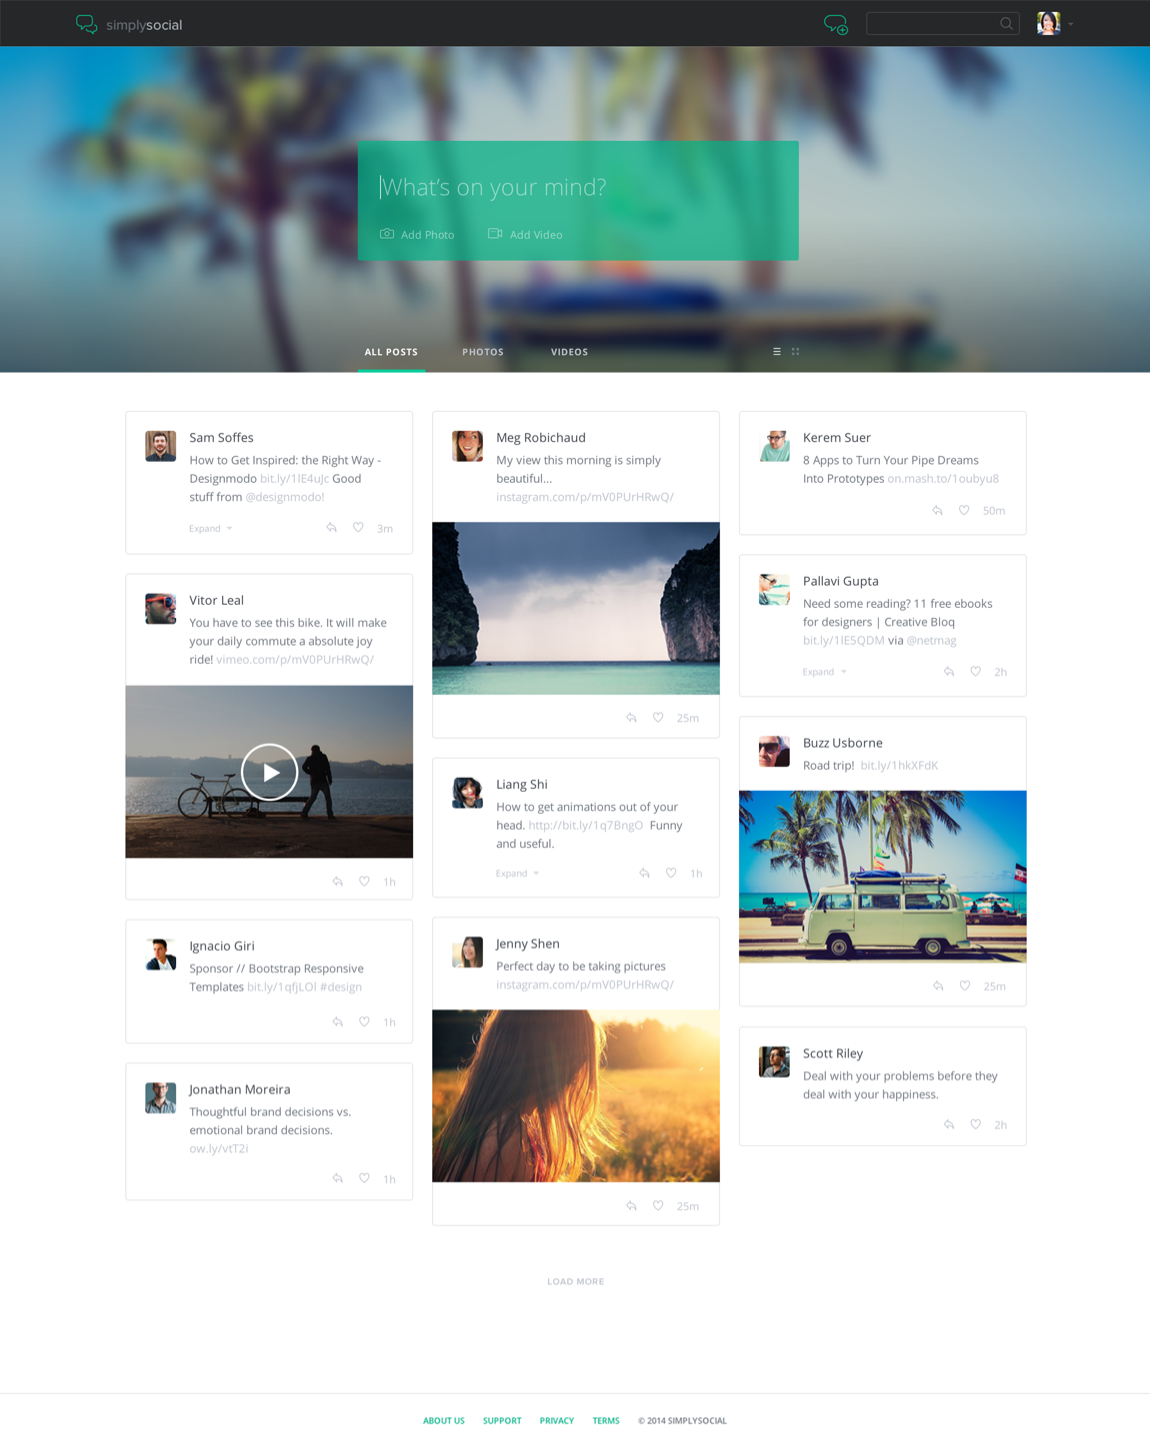 simplysocial
What's on your mind?
Add Photo
Add Video
ALL POSTS
PHOTOS
VIDEOS
Sam Soffes
How to Get Inspired: the Right Way -
Designmodo bit.ly/1lE4uJc Good
stuff from @designmodo!
Expand
3m
Vitor Leal
You have to see this bike. It will make
your daily commute a absolute joy
ride! vimeo.com/p/mV0PUrHRwQ/
1h
Ignacio Giri
Sponsor // Bootstrap Responsive
Templates bit.ly/1qfjLOl #design
1h
Jonathan Moreira
Thoughtful brand decisions vs.
emotional brand decisions.
ow.ly/vtT2i
1h
Meg Robichaud
My view this morning is simply
beautiful...
instagram.com/p/mV0PUrHRwQ/
25m
Liang Shi
How to get animations out of your
head. http://bit.ly/1q7BngO Funny
and useful.
Expand
1h
Jenny Shen
Perfect day to be taking pictures
instagram.com/p/mV0PUrHRwQ/
25m
Kerem Suer
8 Apps to Turn Your Pipe Dreams
Into Prototypes on.mash.to/1oubyu8
50m
Pallavi Gupta
Need some reading? 11 free ebooks
for designers | Creative Bloq
bit.ly/1lE5QDM via @netmag
Expand
2h
Buzz Usborne
Road trip! bit.ly/1hkXFdK
25m
Scott Riley
Deal with your problems before they
deal with your happiness.
2h
LOAD MORE
ABOUT US
SUPPORT
PRIVACY
TERMS
© 2014 SIMPLYSOCIAL